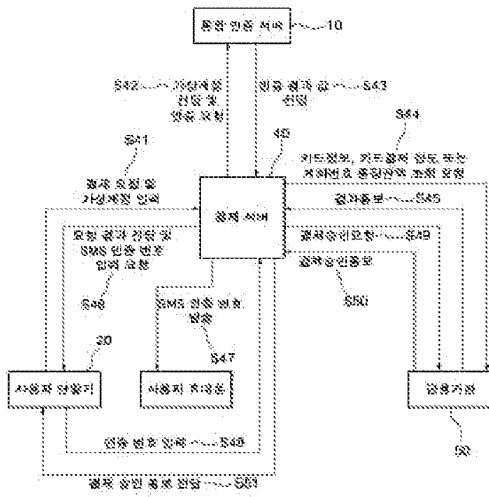 통합 인증 서버
10
S42
가상계정
전달 및
인증 요청
인증 결과 값
전달
S43
S44
S41
40
카드정보, 카드결제 한도 또는
계좌번호 통장잔액 조회 요청
결제 요청 및
가상계정 입력
결제 서버
결과통보
S45
요청 결과 전달 및
SMS 인증 번호
입력 요청
결제승인요청
S49
결제승인통보
S46
S50
SMS 인증 번호
발송
S47
20
사용자 단말기
사용자 휴대폰
금융기관
인증 번호 입력
S48
50
결제 승인 통보 전달
S51